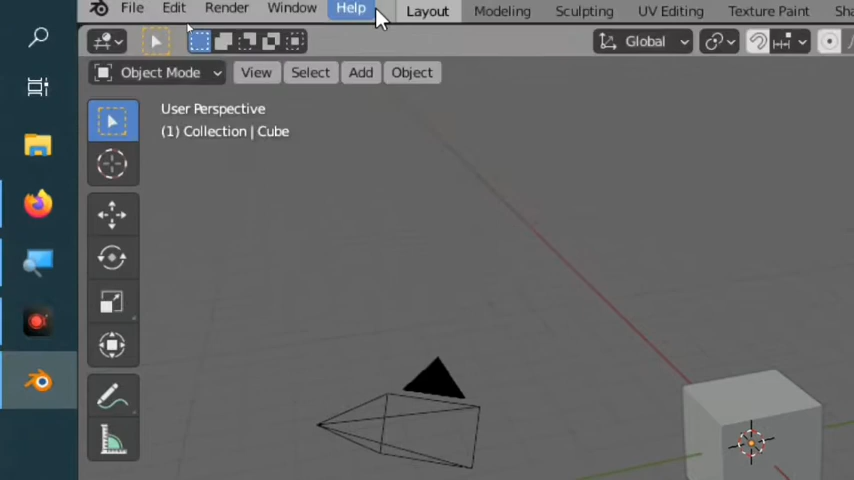 File Edit Render Window Help Layout Modeling Sculpting UV Editing Texture Paint Sha
Global
Object Mode View Select Add Object
User Perspective
(1) Collection | Cube